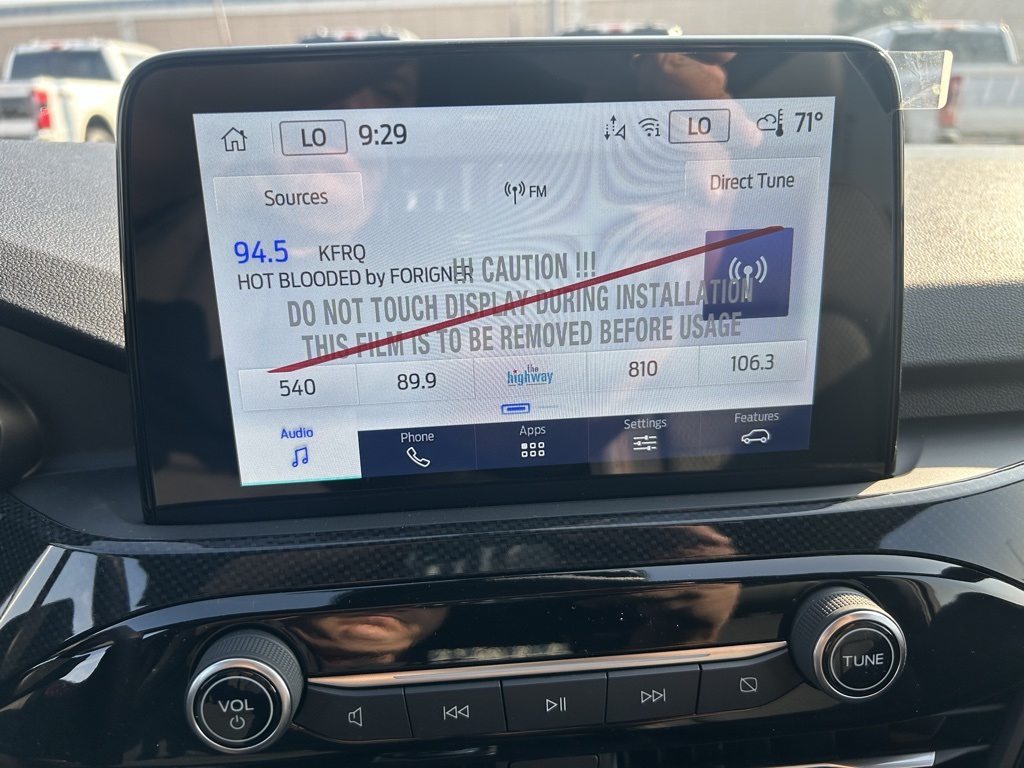 LO 9:29 LO 71°
Sources FM Direct Tune
94.5 KFRQ
HOT BLOODED by FORIGNER
!!! CAUTION !!!
DO NOT TOUCH DISPLAY DURING INSTALLATION
THIS FILM IS TO BE REMOVED BEFORE USAGE
540 89.9 the highway 810 106.3
Audio Phone Apps Settings Features
VOL TUNE